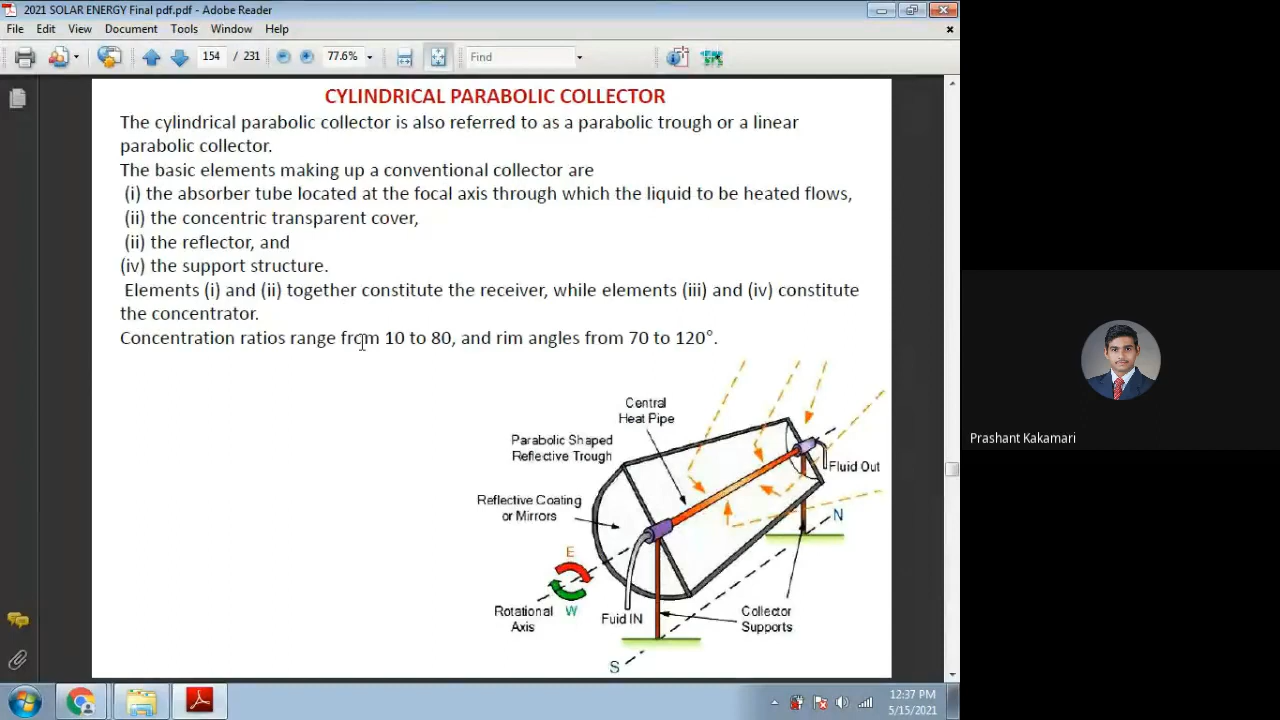 2021 SOLAR ENERGY Final pdf.pdf - Adobe Reader
File Edit View Document Tools Window Help
154 / 231 77.6% Find
CYLINDRICAL PARABOLIC COLLECTOR
The cylindrical parabolic collector is also referred to as a parabolic trough or a linear
parabolic collector.
The basic elements making up a conventional collector are
(i) the absorber tube located at the focal axis through which the liquid to be heated flows,
(ii) the concentric transparent cover,
(ii) the reflector, and
(iv) the support structure.
Elements (i) and (ii) together constitute the receiver, while elements (iii) and (iv) constitute
the concentrator.
Concentration ratios range from 10 to 80, and rim angles from 70 to 120°.
Central
Heat Pipe
Parabolic Shaped
Reflective Trough
Fluid Out
Reflective Coating
or Mirrors
N
E
W
Rotational
Axis
Fuid IN
Collector
Supports
S
Prashant Kakamari
12:37 PM
5/15/2021